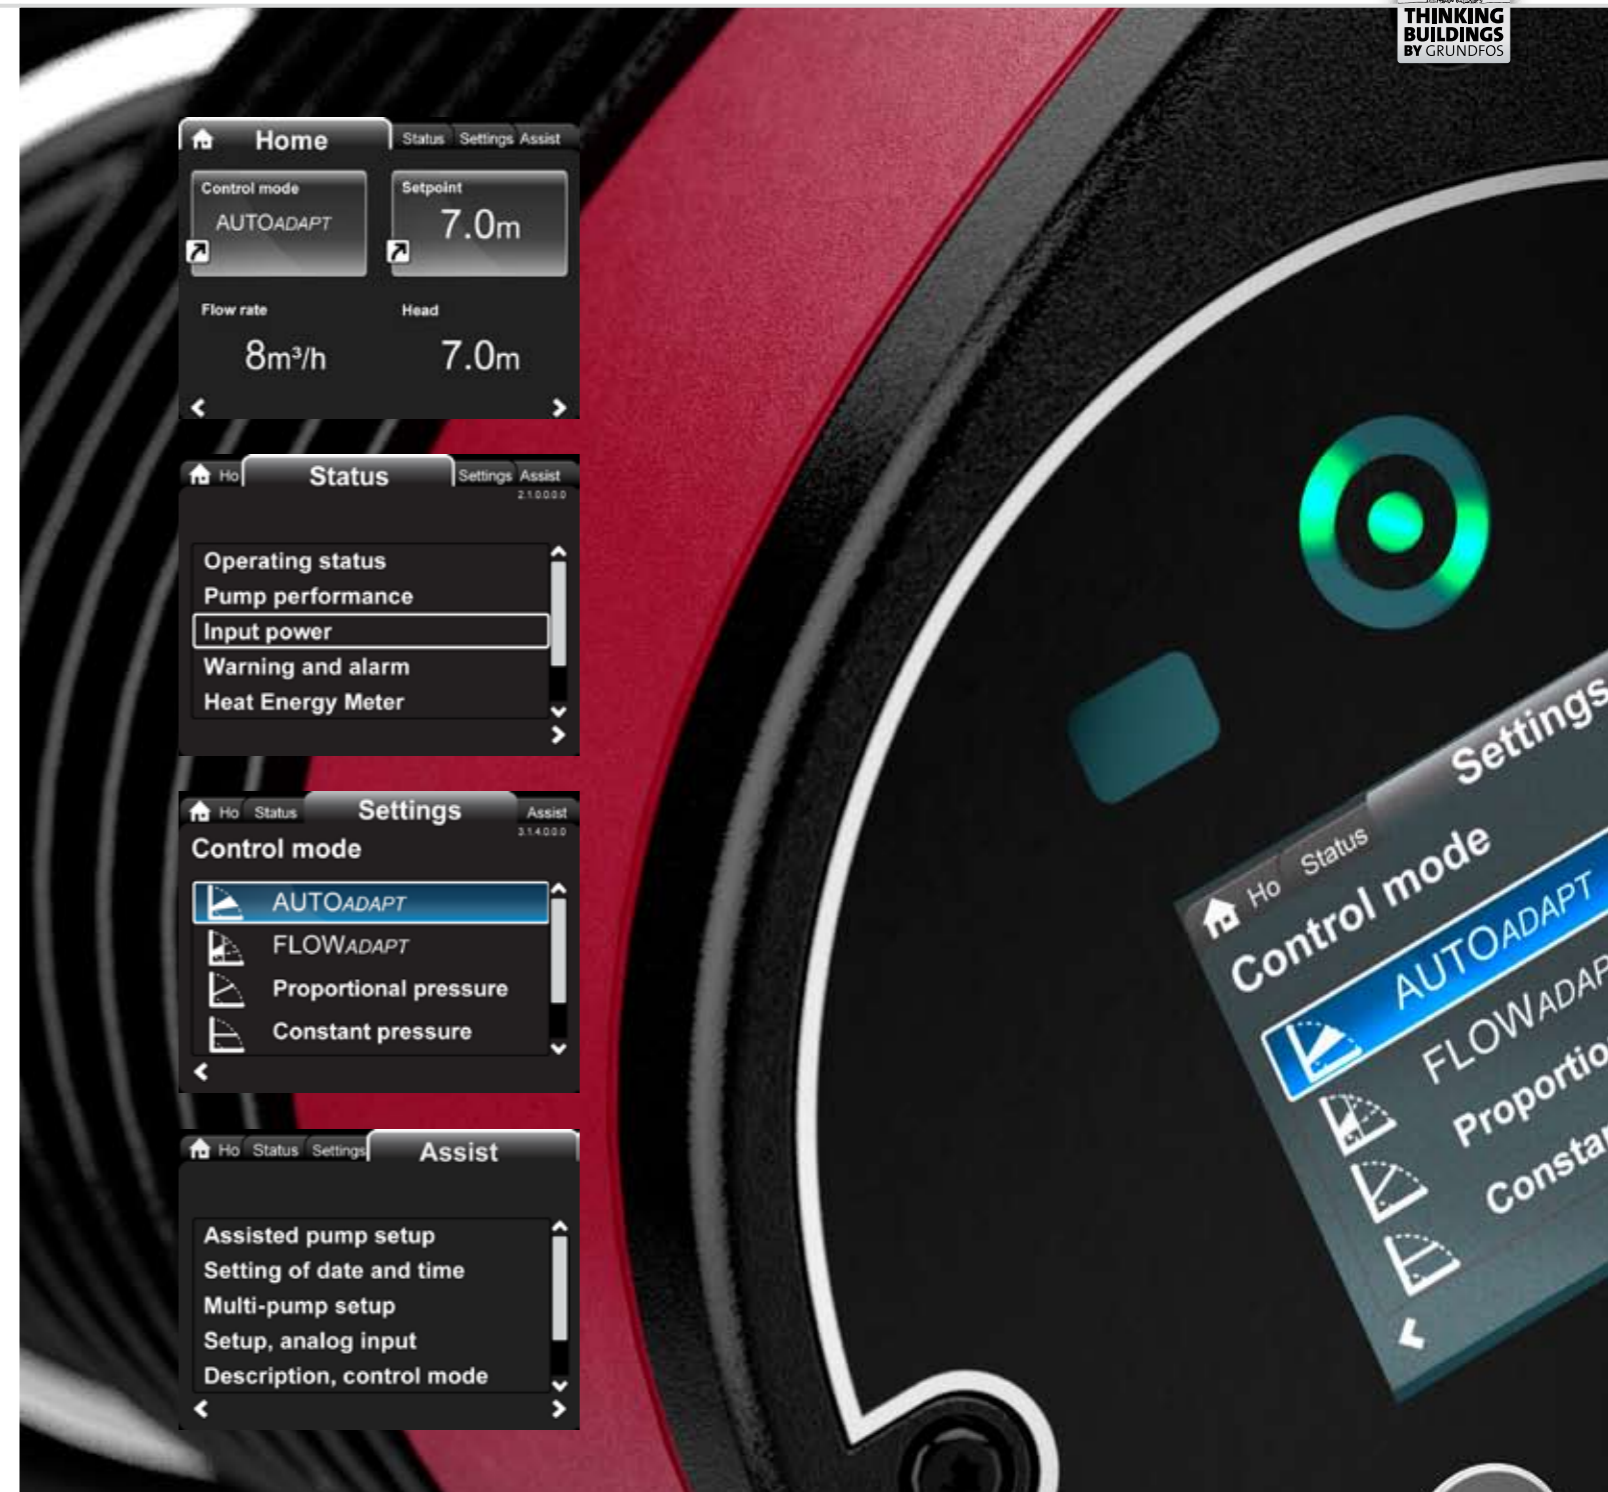 THINKING
BUILDINGS
BY GRUNDFOS
Home Status Settings Assist
Control mode Setpoint
AUTOADAPT 7.0m
Flow rate Head
8m³/h 7.0m
Ho Status Settings Assist
2.1.0.0.0.0
Operating status
Pump performance
Input power
Warning and alarm
Heat Energy Meter
Ho Status Settings Assist
3.1.4.0.0.0
Control mode
AUTOADAPT
FLOWADAPT
Proportional pressure
Constant pressure
Ho Status Settings Assist
Assisted pump setup
Setting of date and time
Multi-pump setup
Setup, analog input
Description, control mode
Ho Status Settings
Control mode
AUTOADAPT
FLOWADAP
Proportio
Consta